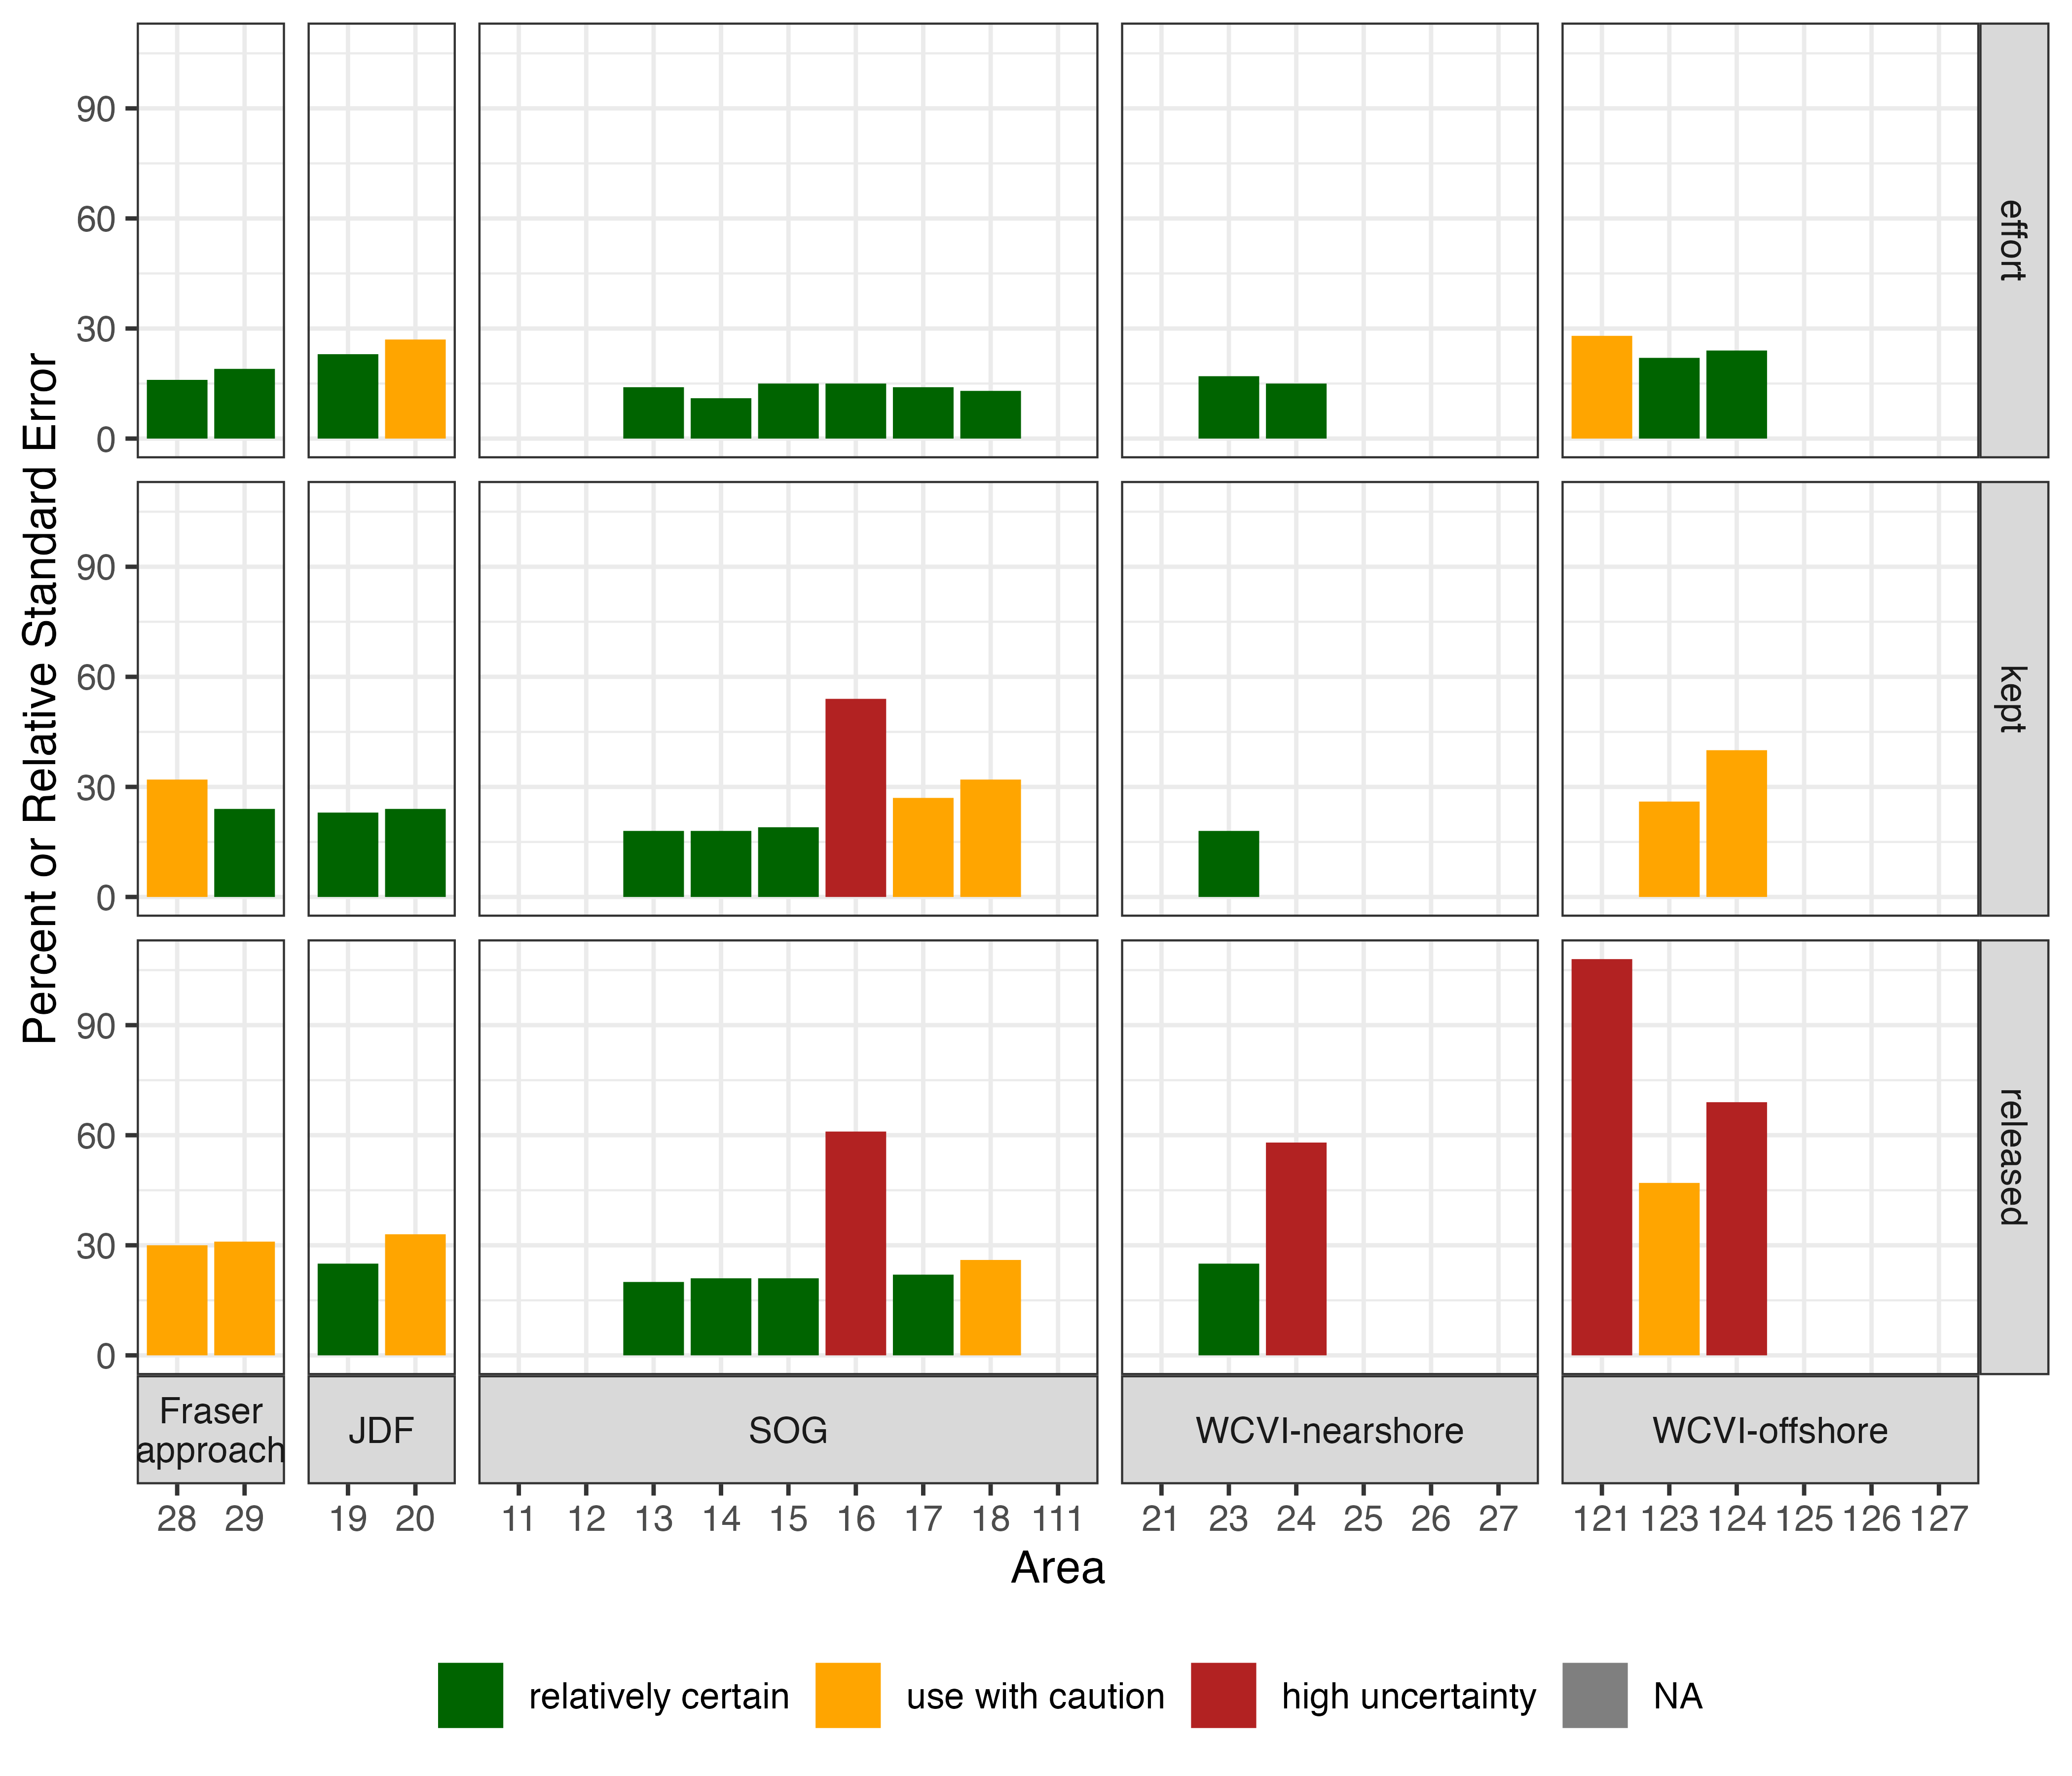 Percent or Relative Standard Error
90
60
30
0
effort
90
60
30
0
kept
90
60
30
0
released
Fraser
approach
JDF
SOG
WCVI-nearshore
WCVI-offshore
28 29 19 20 11 12 13 14 15 16 17 18 111 21 23 24 25 26 27 121 123 124 125 126 127
Area
relatively certain use with caution high uncertainty NA